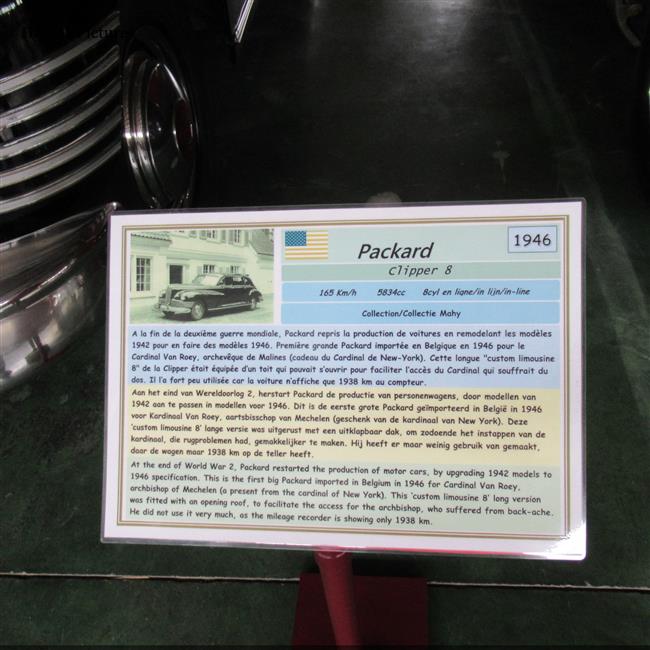 Packard
1946
Clipper 8
165 Km/h 5834cc 8cyl en ligne/in lijn/in-line
Collection/Collectie Mahy
A la fin de la deuxième guerre mondiale, Packard repris la production de voitures en remodelant les modèles
1942 pour en faire des modèles 1946. Première grande Packard importée en Belgique en 1946 pour le
Cardinal Van Roey, archevêque de Malines (cadeau du Cardinal de New-York). Cette longue "custom limousine
8" de la Clipper était équipée d'un toit qui pouvait s'ouvrir pour faciliter l'accès du Cardinal qui souffrait du
dos. Il l'a fort peu utilisée car la voiture n'affiche que 1938 km au compteur.
Aan het eind van Wereldoorlog 2, herstart Packard de productie van personenwagens, door modellen van
1942 aan te passen in modellen voor 1946. Dit is de eerste grote Packard geïmporteerd in België in 1946
voor Kardinaal Van Roey, aartsbisschop van Mechelen (geschenk van de kardinaal van New York). Deze
'custom limousine 8' lange versie was uitgerust met een uitklapbaar dak, om zodoende het instappen van de
kardinaal, die rugproblemen had, gemakkelijker te maken. Hij heeft er maar weinig gebruik van gemaakt,
daar de wagen maar 1938 km op de teller heeft.
At the end of World War 2, Packard restarted the production of motor cars, by upgrading 1942 models to
1946 specification. This is the first big Packard imported in Belgium in 1946 for Cardinal Van Roey,
archbishop of Mechelen (a present from the cardinal of New York). This 'custom limousine 8' long version
was fitted with an opening roof, to facilitate the access for the archbishop, who suffered from back-ache.
He did not use it very much, as the mileage recorder is showing only 1938 km.